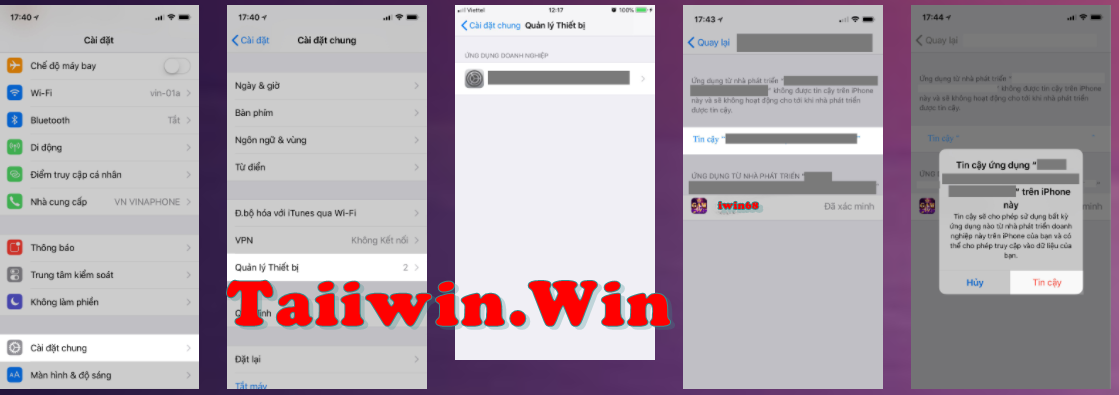 17:40
Cài đặt
Chế độ máy bay
Wi-Fi
vin-01a
Bluetooth
Tắt
Di động
Điểm truy cập cá nhân
Nhà cung cấp
VN VINAPHONE
Thông báo
Trung tâm kiểm soát
Không làm phiền
Cài đặt chung
AA
Màn hình & độ sáng
17:40
Cài đặt
Cài đặt chung
Ngày & giờ
Bàn phím
Ngôn ngữ & vùng
Từ điển
Đ.bộ hóa với iTunes qua Wi-Fi
VPN
Không Kết nối
Quản lý Thiết bị
2
Đặt lại
Tắt máy
Viettel
12:17
100%
Cài đặt chung
Quản lý Thiết bị
ỨNG DỤNG DOANH NGHIỆP
Taiiwin.Win
17:43
Quay lại
Ứng dụng từ nhà phát triển "
" không được tin cậy trên iPhone
này và sẽ không hoạt động cho tới khi nhà phát triển
được tin cậy.
Tin cậy "
"
ỨNG DỤNG TỪ NHÀ PHÁT TRIỂN "
"
iwin68
Đã xác minh
17:44
Quay lại
Ứng dụng từ nhà phát triển "
" không được tin cậy trên iPhone
này và sẽ không hoạt động cho tới khi nhà phát triển
được tin cậy.
Tin cậy "
Tin cậy ứng dụng "
" trên iPhone
này
Tin cậy sẽ cho phép sử dụng bất kỳ
ứng dụng nào từ nhà phát triển doanh
nghiệp này trên iPhone của bạn và có
thể cho phép truy cập vào dữ liệu của
bạn.
Hủy
Tin cậy